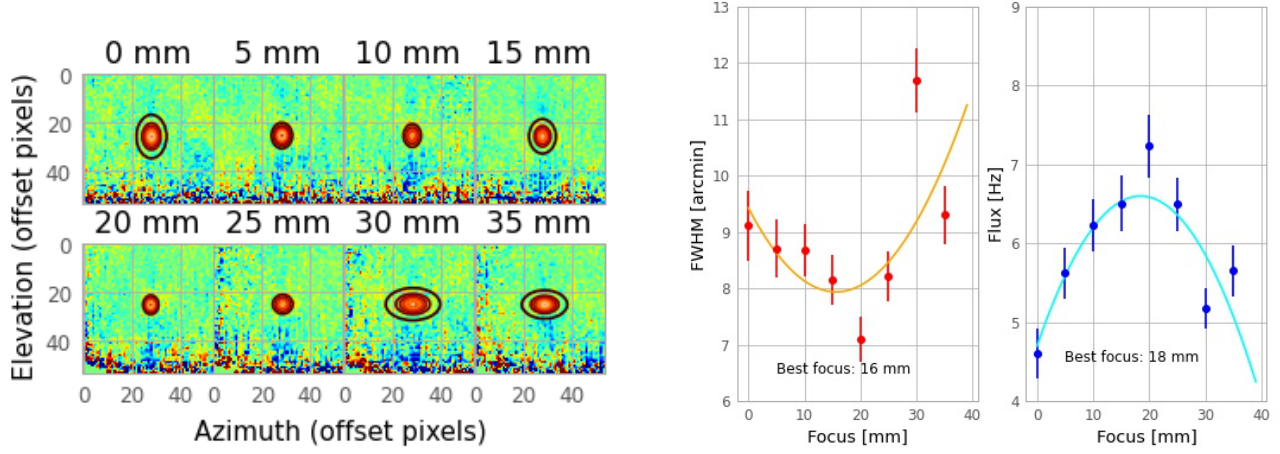 0 mm 5 mm 10 mm 15 mm
0
20
40
20 mm 25 mm 30 mm 35 mm
0
20
40
0 20 40 0 20 40 0 20 40 0 20 40
Elevation (offset pixels)
Azimuth (offset pixels)
13
12
11
10
9
8
7
6
FWHM [arcmin]
Best focus: 16 mm
0 10 20 30 40
Focus [mm]
9
8
7
6
5
4
Flux [Hz]
Best focus: 18 mm
0 10 20 30 40
Focus [mm]